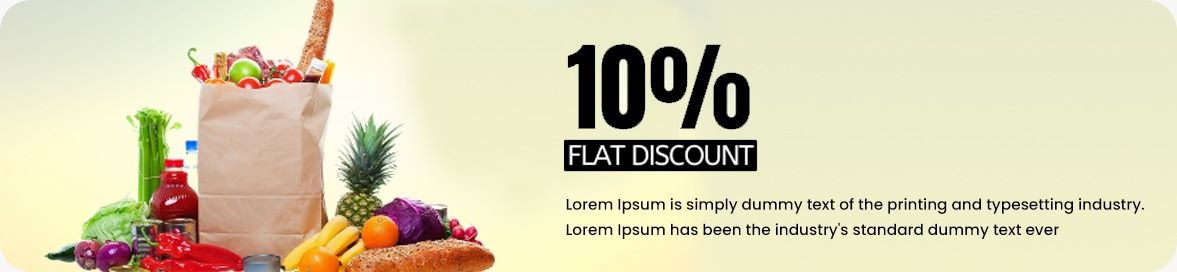 10%
FLAT DISCOUNT
Lorem Ipsum is simply dummy text of the printing and typesetting industry.
Lorem Ipsum has been the industry's standard dummy text ever